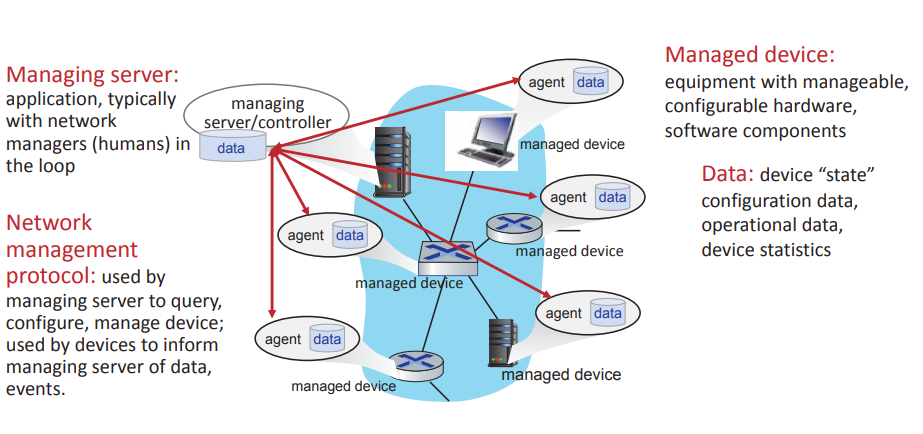 Managing server:
application, typically
with network
managers (humans) in
the loop
Network
management
protocol: used by
managing server to query,
configure, manage device;
used by devices to inform
managing server of data,
events.
managing
server/controller
data
agent data
managed device
agent data
managed device
agent data
managed device
agent data
managed device
agent data
managed device
Managed device:
equipment with manageable,
configurable hardware,
software components
Data: device “state”
configuration data,
operational data,
device statistics